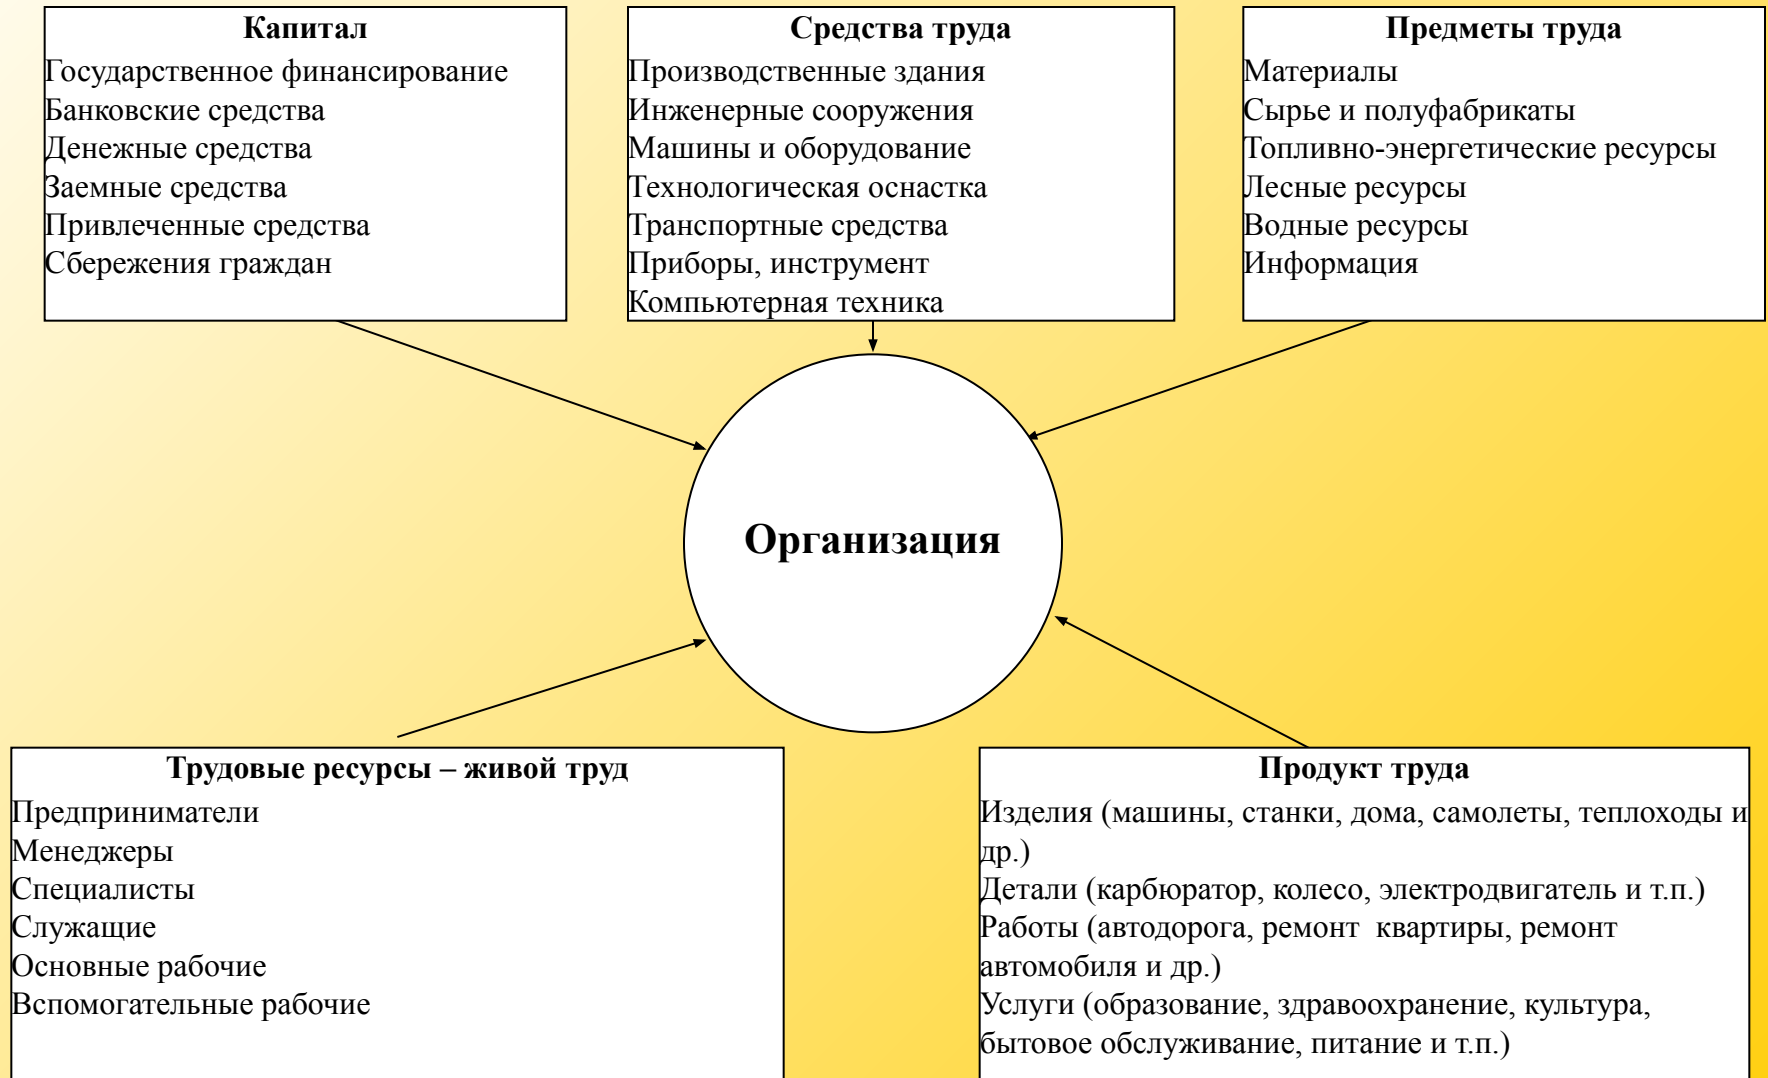 Капитал
Государственное финансирование
Банковские средства
Денежные средства
Заемные средства
Привлеченные средства
Сбережения граждан
Средства труда
Производственные здания
Инженерные сооружения
Машины и оборудование
Технологическая оснастка
Транспортные средства
Приборы, инструмент
Компьютерная техника
Предметы труда
Материалы
Сырье и полуфабрикаты
Топливно-энергетические ресурсы
Лесные ресурсы
Водные ресурсы
Информация
Организация
Трудовые ресурсы – живой труд
Предприниматели
Менеджеры
Специалисты
Служащие
Основные рабочие
Вспомогательные рабочие
Продукт труда
Изделия (машины, станки, дома, самолеты, теплоходы и
др.)
Детали (карбюратор, колесо, электродвигатель и т.п.)
Работы (автодорога, ремонт  квартиры, ремонт
автомобиля и др.)
Услуги (образование, здравоохранение, культура,
бытовое обслуживание, питание и т.п.)